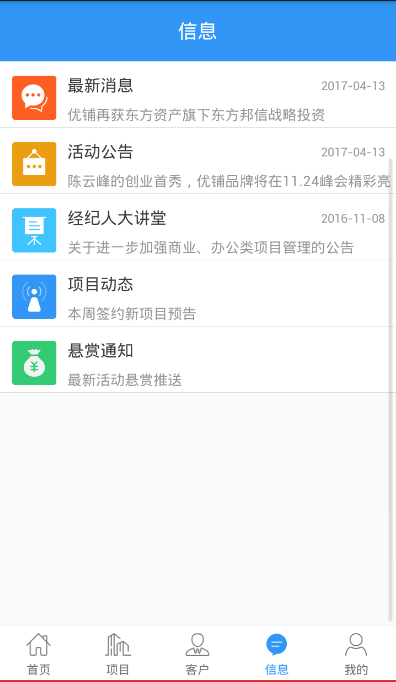 信息
最新消息 2017-04-13
优铺再获东方资产旗下东方邦信战略投资
活动公告 2017-04-13
陈云峰的创业首秀，优铺品牌将在11.24峰会精彩亮
经纪人大讲堂 2016-11-08
关于进一步加强商业、办公类项目管理的公告
项目动态
本周签约新项目预告
悬赏通知
最新活动悬赏推送
首页 项目 客户 信息 我的